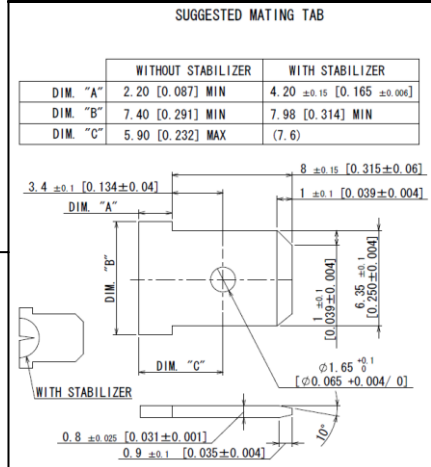 SUGGESTED MATING TAB
WITHOUT STABILIZER WITH STABILIZER
DIM. "A" 2.20 [0.087] MIN 4.20 ±0.15 [0.165 ±0.006]
DIM. "B" 7.40 [0.291] MIN 7.98 [0.314] MIN
DIM. "C" 5.90 [0.232] MAX (7.6)
8 ±0.15 [0.315±0.06]
3.4 ±0.1 [0.134±0.04]
1 ±0.1 [0.039±0.004]
DIM. "A"
DIM. "B"
1 ±0.1
[0.039±0.004]
6.35 ±0.1
[0.250±0.004]
DIM. "C"
Ø1.65 +0.1 0
[Ø0.065 +0.004/ 0]
WITH STABILIZER
0.8 ±0.025 [0.031±0.001]
0.9 ±0.1 [0.035±0.004]
10°